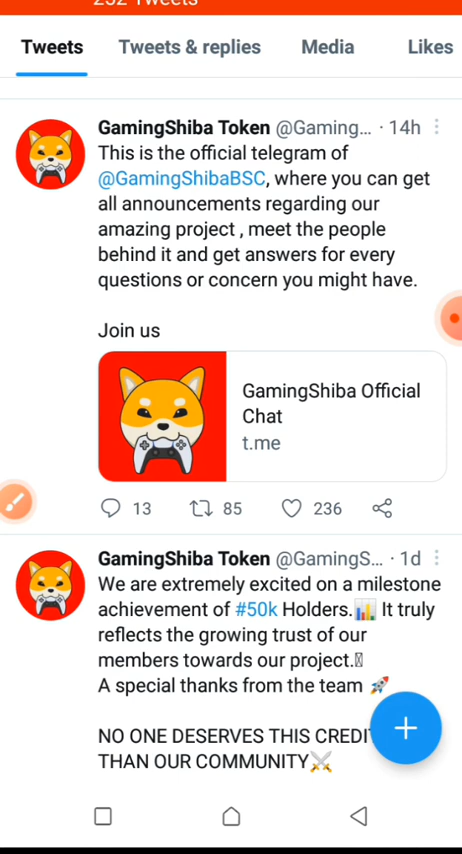 252 Tweets
Tweets Tweets & replies Media Likes
GamingShiba Token @Gaming... · 14h
This is the official telegram of
@GamingShibaBSC, where you can get
all announcements regarding our
amazing project , meet the people
behind it and get answers for every
questions or concern you might have.
Join us
GamingShiba Official
Chat
t.me
13 85 236
GamingShiba Token @GamingS... · 1d
We are extremely excited on a milestone
achievement of #50k Holders.📊 It truly
reflects the growing trust of our
members towards our project.
A special thanks from the team 🚀
NO ONE DESERVES THIS CREDIT
THAN OUR COMMUNITY⚔️